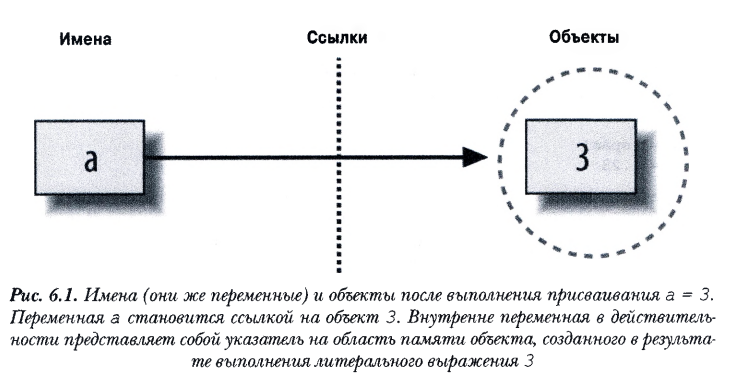 Имена Ссылки Объекты
a 3
Рис. 6.1. Имена (они же переменные) и объекты после выполнения присваивания a = 3.
Переменная a становится ссылкой на объект 3. Внутренне переменная в действитель-
ности представляет собой указатель на область памяти объекта, созданного в результа-
те выполнения литерального выражения 3